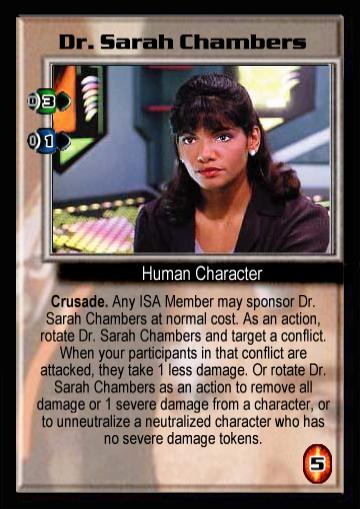 Dr. Sarah Chambers
3
1
Human Character
Crusade. Any ISA Member may sponsor Dr.
Sarah Chambers at normal cost. As an action,
rotate Dr. Sarah Chambers and target a conflict.
When your participants in that conflict are
attacked, they take 1 less damage. Or rotate Dr.
Sarah Chambers as an action to remove all
damage or 1 severe damage from a character, or
to unneutralize a neutralized character who has
no severe damage tokens.
5